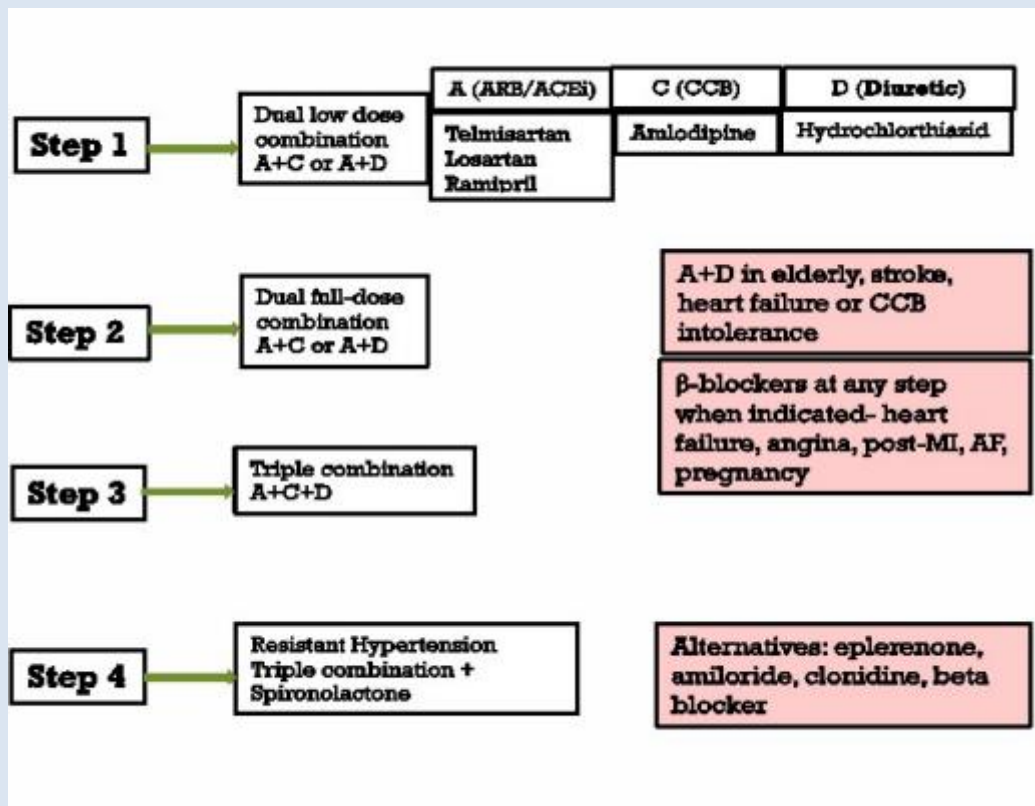 Step 1
Dual low dose
combination
A+C or A+D
A (ARB/ACEi)
C (CCB)
D (Diuretic)
Telmisartan
Losartan
Ramipril
Amlodipine
Hydrochlorthiazid
Step 2
Dual full-dose
combination
A+C or A+D
A+D in elderly, stroke,
heart failure or CCB
intolerance
β-blockers at any step
when indicated- heart
failure, angina, post-MI, AF,
pregnancy
Step 3
Triple combination
A+C+D
Step 4
Resistant Hypertension
Triple combination +
Spironolactone
Alternatives: eplerenone,
amiloride, clonidine, beta
blocker